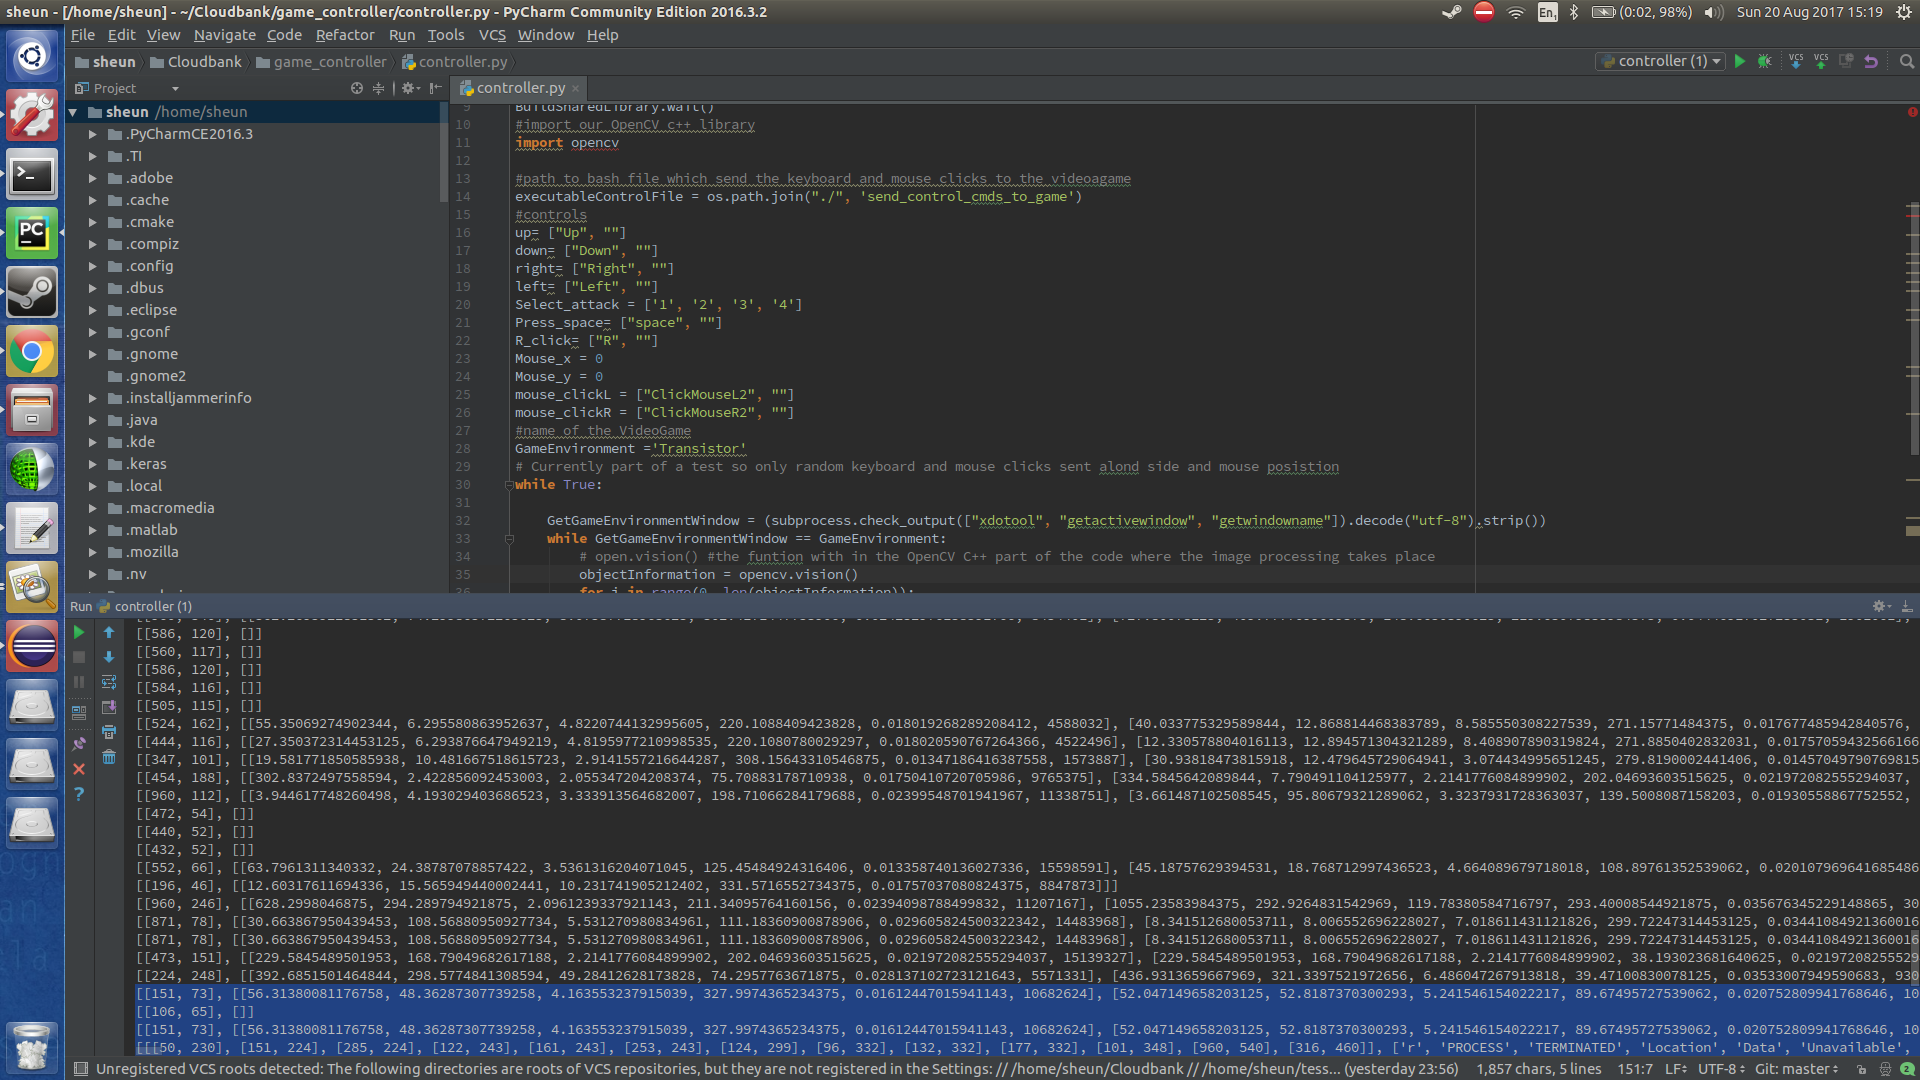 sheun - [/home/sheun] - ~/Cloudbank/game_controller/controller.py - PyCharm Community Edition 2016.3.2
En1 (0:02, 98%) Sun 20 Aug 2017 15:19
File Edit View Navigate Code Refactor Run Tools VCS Window Help
sheun Cloudbank game_controller controller.py
controller (1) VCS VCS
Project
controller.py
sheun /home/sheun
.PyCharmCE2016.3
.TI
.adobe
.cache
.cmake
.compiz
.config
.dbus
.eclipse
.gconf
.gnome
.gnome2
.installjammerinfo
.java
.kde
.keras
.local
.macromedia
.matlab
.mozilla
.nv
9 BuildSharedLibrary.wait()
10 #import our OpenCV c++ library
11 import opencv
12
13 #path to bash file which send the keyboard and mouse clicks to the videoagame
14 executableControlFile = os.path.join("./", 'send_control_cmds_to_game')
15 #controls
16 up= ["Up", ""]
17 down= ["Down", ""]
18 right= ["Right", ""]
19 left= ["Left", ""]
20 Select_attack = ['1', '2', '3', '4']
21 Press_space= ["space", ""]
22 R_click= ["R", ""]
23 Mouse_x = 0
24 Mouse_y = 0
25 mouse_clickL = ["ClickMouseL2", ""]
26 mouse_clickR = ["ClickMouseR2", ""]
27 #name of the VideoGame
28 GameEnvironment ='Transistor'
29 # Currently part of a test so only random keyboard and mouse clicks sent alond side and mouse posistion
30 while True:
31
32 GetGameEnvironmentWindow = (subprocess.check_output(["xdotool", "getactivewindow", "getwindowname"]).decode("utf-8").strip())
33 while GetGameEnvironmentWindow == GameEnvironment:
34 # open.vision() #the funtion with in the OpenCV C++ part of the code where the image processing takes place
35 objectInformation = opencv.vision()
36 for i in range(0, len(objectInformation)):
Run controller (1)
[[586, 120], []]
[[560, 117], []]
[[586, 120], []]
[[584, 116], []]
[[505, 115], []]
[[524, 162], [[55.35069274902344, 6.295580863952637, 4.8220744132995605, 220.1088409423828, 0.018019268289208412, 4588032], [40.033775329589844, 12.868814468383789, 8.585550308227539, 271.15771484375, 0.017677485942840576,
[[444, 116], [[27.350372314453125, 6.293876647949219, 4.8195977210998535, 220.1080780029297, 0.018020590767264366, 4522496], [12.330578804016113, 12.894571304321289, 8.408907890319824, 271.8850402832031, 0.01757059432566166
[[347, 101], [[19.581771850585938, 10.481667518615723, 2.9141557216644287, 308.15643310546875, 0.01347186416387558, 1573887], [30.93818473815918, 12.479645729064941, 3.074434995651245, 279.8190002441406, 0.01457049790769815
[[454, 188], [[302.8372497558594, 2.422856092453003, 2.055347204208374, 75.70883178710938, 0.017504107207059​86, 9765375], [334.5845642089844, 7.790491104125977, 2.2141776084899902, 202.04693603515625, 0.021972082555294037,
[[960, 112], [[3.944617748260498, 4.193029403686523, 3.333913564682007, 198.71066284179688, 0.02399548701941967, 11338751], [3.661487102508545, 95.80679321289062, 3.3237931728363037, 139.5008087158203, 0.01930558867752552,
[[472, 54], []]
[[440, 52], []]
[[432, 52], []]
[[552, 66], [[63.7961311340332, 24.38787078857422, 3.5361316204071045, 125.45484924316406, 0.013358740136027336, 15598591], [45.18757629394531, 18.768712997436523, 4.664089679718018, 108.89761352539062, 0.020107969641685486
[[196, 46], [[12.60317611694336, 15.565949440002441, 10.231741905212402, 331.5716552734375, 0.01757037080824375, 8847873]]]
[[960, 246], [[628.2998046875, 294.289794921875, 2.0961239337921143, 211.34095764160156, 0.02394098788499832, 11207167], [1055.23583984375, 292.9264831542969, 119.78380584716797, 293.40008544921875, 0.035676345229148865, 30
[[871, 78], [[30.663867950439453, 108.56880950927734, 5.531270980834961, 111.18360900878906, 0.029605824500322342, 14483968], [8.341512680053711, 8.006552696228027, 7.018611431121826, 299.72247314453125, 0.03441084921360016
[[871, 78], [[30.663867950439453, 108.56880950927734, 5.531270980834961, 111.18360900878906, 0.029605824500322342, 14483968], [8.341512680053711, 8.006552696228027, 7.018611431121826, 299.72247314453125, 0.03441084921360016
[[473, 151], [[229.5845489501953, 168.79049682617188, 2.2141776084899902, 202.04693603515625, 0.021972082555294037, 15139327], [229.5845489501953, 168.79049682617188, 2.2141776084899902, 38.193023681640625, 0.0219720825552​9
[[224, 248], [[392.6851501464844, 298.5774841308594, 49.28412628173828, 74.2957763671875, 0.028137102723121643, 5571331], [436.9313659667969, 321.3397521972656, 6.486047267913818, 39.47100830078125, 0.03533007949590683, 930
[[151, 73], [[56.31380081176758, 48.36287307739258, 4.163553237915039, 327.9974365234375, 0.01612447015941143, 10682624], [52.047149658203125, 52.8187370300293, 5.241546154022217, 89.67495727539062, 0.020752809941768646, 10
[[106, 65], []]
[[151, 73], [[56.31380081176758, 48.36287307739258, 4.163553237915039, 327.9974365234375, 0.01612447015941143, 10682624], [52.047149658203125, 52.8187370300293, 5.241546154022217, 89.67495727539062, 0.020752809941768646, 10
[[[50, 230], [151, 224], [285, 224], [122, 243], [161, 243], [253, 243], [124, 299], [96, 332], [132, 332], [177, 332], [101, 348], [960, 540], [316, 460]], ['r', 'PROCESS', 'TERMINATED', 'Location', 'Data', 'Unavailable',
Unregistered VCS roots detected: The following directories are roots of VCS repositories, but they are not registered in the Settings: // /home/sheun/Cloudbank // /home/sheun/tess... (yesterday 23:56) 1,857 chars, 5 lines 151:7 LF UTF-8 Git: master 2